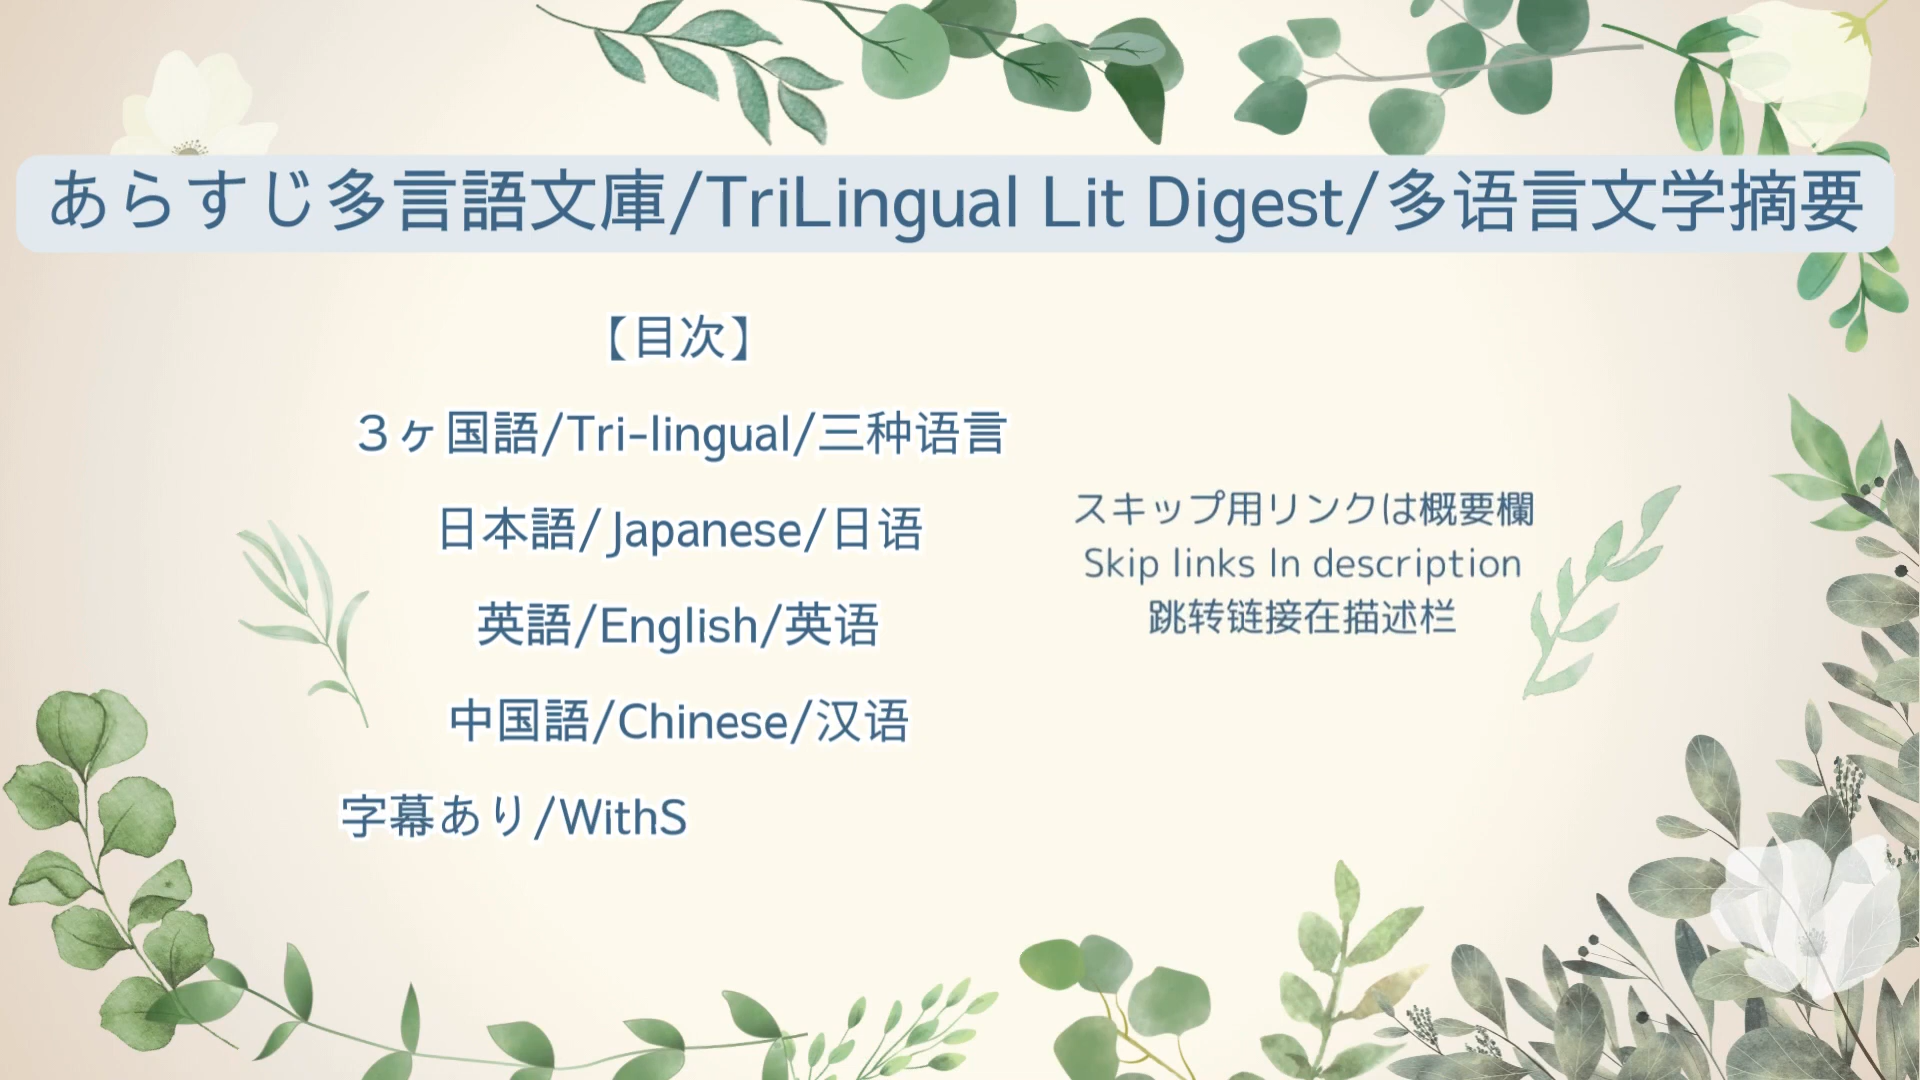 あらすじ多言語文庫/TriLingual Lit Digest/多语言文学摘要
【目次】
３ヶ国語/Tri-lingual/三种语言
日本語/Japanese/日语
英語/English/英语
中国語/Chinese/汉语
字幕あり/WithS
スキップ用リンクは概要欄
Skip links In description
跳转链接在描述栏